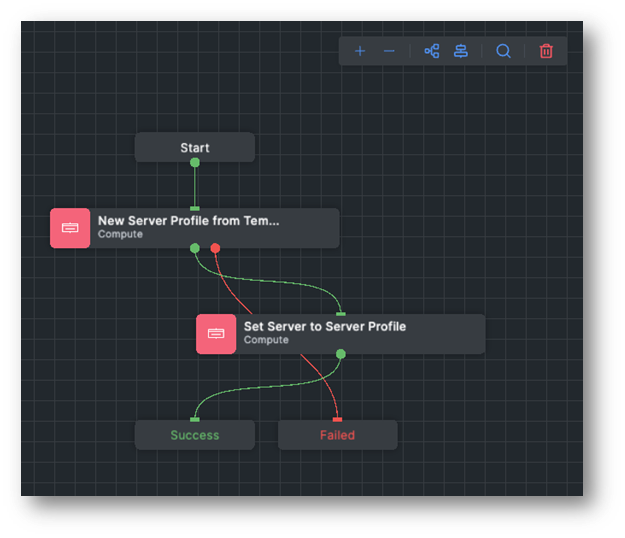 Start
New Server Profile from Tem...
Compute
Set Server to Server Profile
Compute
Success
Failed